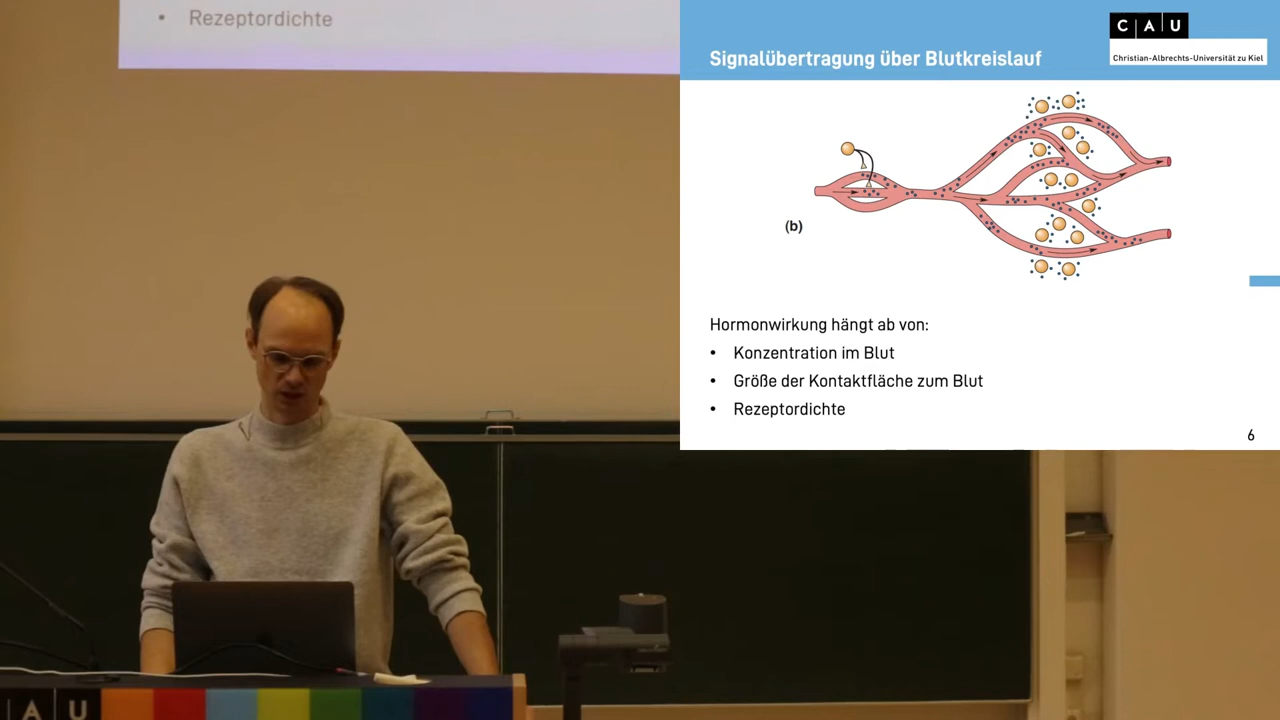 • Rezeptordichte
Signalübertragung über Blutkreislauf
C A U
Christian-Albrechts-Universität zu Kiel
(b)
Hormonwirkung hängt ab von:
• Konzentration im Blut
• Größe der Kontaktfläche zum Blut
• Rezeptordichte
6
A U